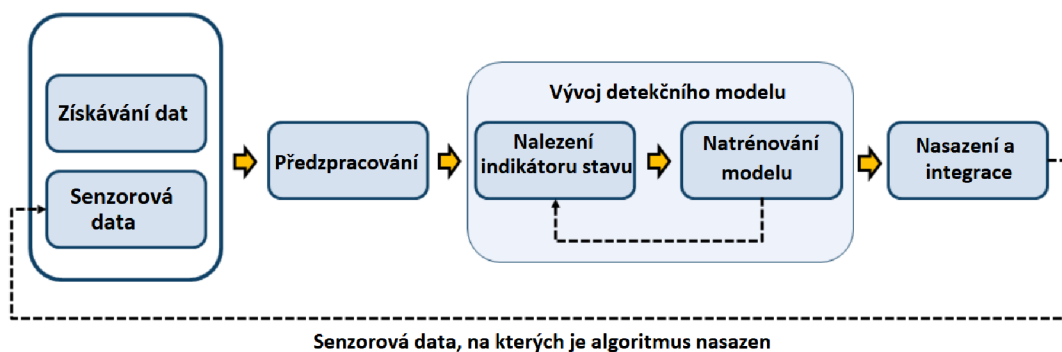 Získávání dat
Senzorová
data
Předzpracování
Vývoj detekčního modelu
Nalezení
indikátoru stavu
Natrénování
modelu
Nasazení a
integrace
Senzorová data, na kterých je algoritmus nasazen